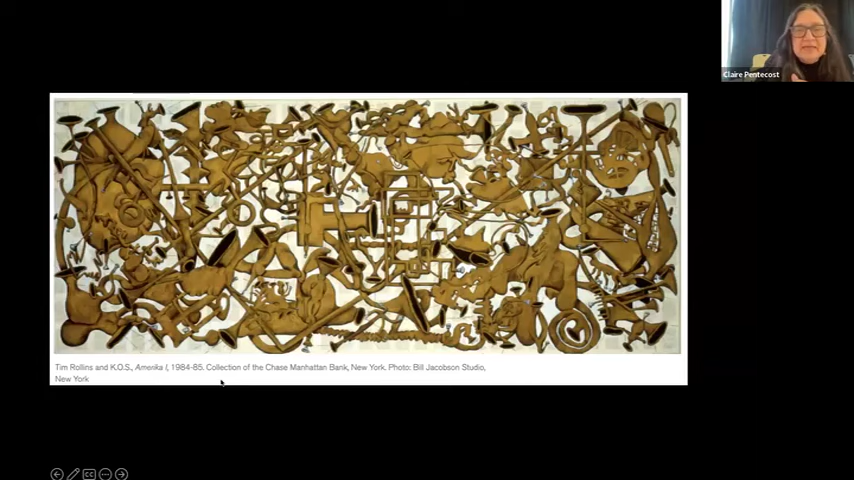 Claire Pentecost
Tim Rollins and K.O.S., Amerika I, 1984-85. Collection of the Chase Manhattan Bank, New York. Photo: Bill Jacobson Studio,
New York
CC